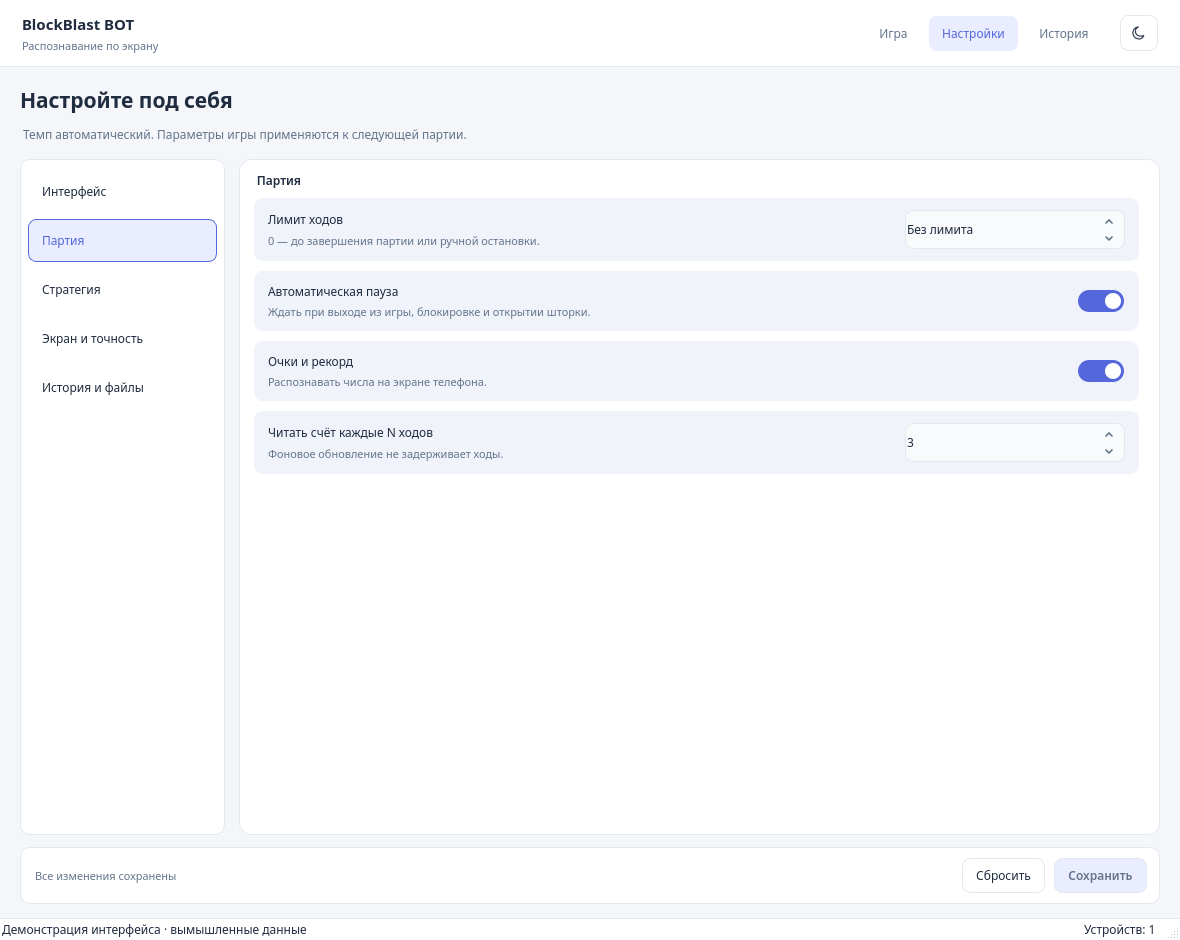 BlockBlast BOT
Распознавание по экрану
Игра
Настройки
История
Настройте под себя
Темп автоматический. Параметры игры применяются к следующей партии.
Интерфейс
Партия
Стратегия
Экран и точность
История и файлы
Партия
Лимит ходов
0 — до завершения партии или ручной остановки.
Без лимита
Автоматическая пауза
Ждать при выходе из игры, блокировке и открытии шторки.
Очки и рекорд
Распознавать числа на экране телефона.
Читать счёт каждые N ходов
Фоновое обновление не задерживает ходы.
3
Все изменения сохранены
Сбросить
Сохранить
Демонстрация интерфейса · вымышленные данные
Устройств: 1